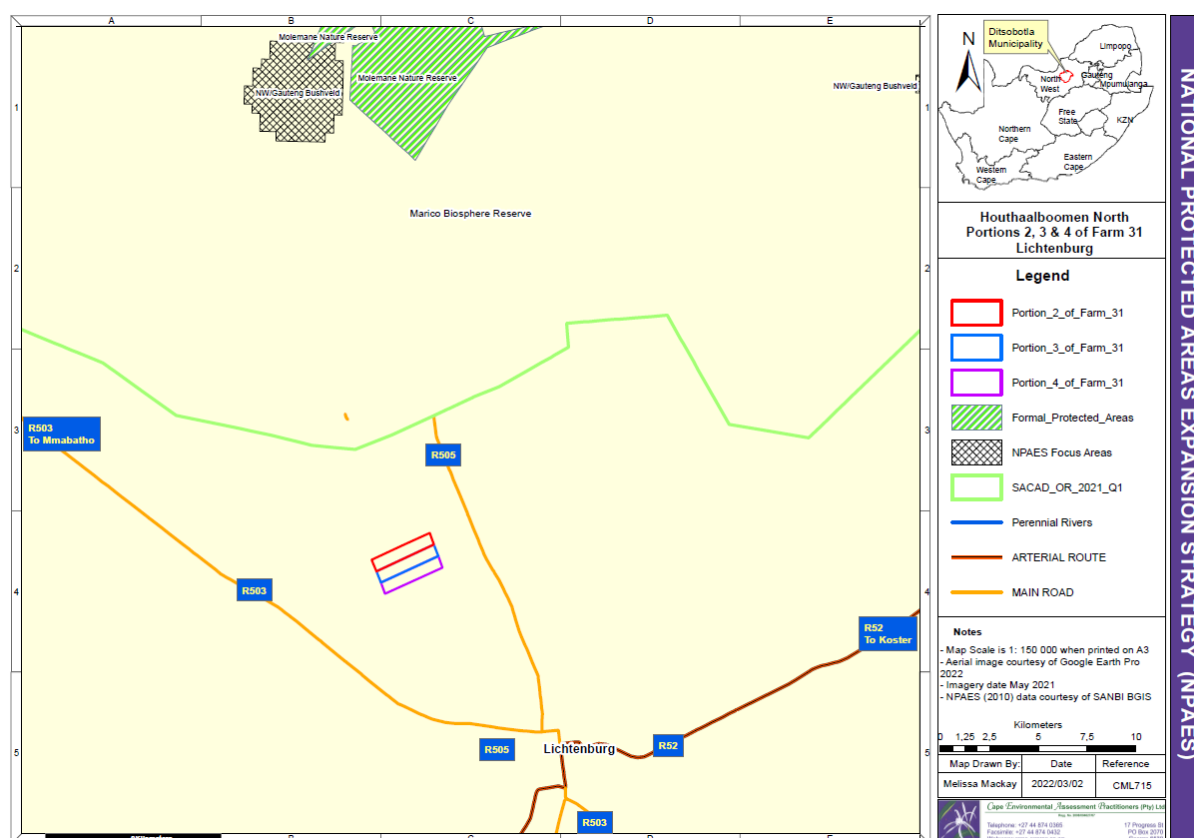 A
B
C
D
E
1
2
3
4
5
1
2
3
4
5
Molemane Nature Reserve
Molemane Nature Reserve
NW/Gauteng Bushveld
NW/Gauteng Bushveld
Marico Biosphere Reserve
R503
To Mmabatho
R505
R503
R52
To Koster
R505
Lichtenburg
R52
R503
N
Ditsobotla
Municipality
Limpopo
Gauteng
Mpumulanga
North
West
Free
State
KZN
Northern
Cape
Eastern
Cape
Western
Cape
Houthaalboomen North
Portions 2, 3 & 4 of Farm 31
Lichtenburg
Legend
Portion_2_of_Farm_31
Portion_3_of_Farm_31
Portion_4_of_Farm_31
Formal_Protected_Areas
NPAES Focus Areas
SACAD_OR_2021_Q1
Perennial Rivers
ARTERIAL ROUTE
MAIN ROAD
Notes
- Map Scale is 1: 150 000 when printed on A3
- Aerial image courtesy of Google Earth Pro
2022
- Imagery date May 2021
- NPAES (2010) data courtesy of SANBI BGIS
Kilometers
0 1,25 2,5 5 7,5 10
Map Drawn By: Date Reference
Melissa Mackay 2022/03/02 CML715
Cape Environmental Assessment Practitioners (Pty) Ltd
Telephone: +27 44 874 0365 17 Progress St
Facsimile: +27 44 874 0432 PO Box 2070
NATIONAL PROTECTED AREAS EXPANSION STRATEGY (NPAES)